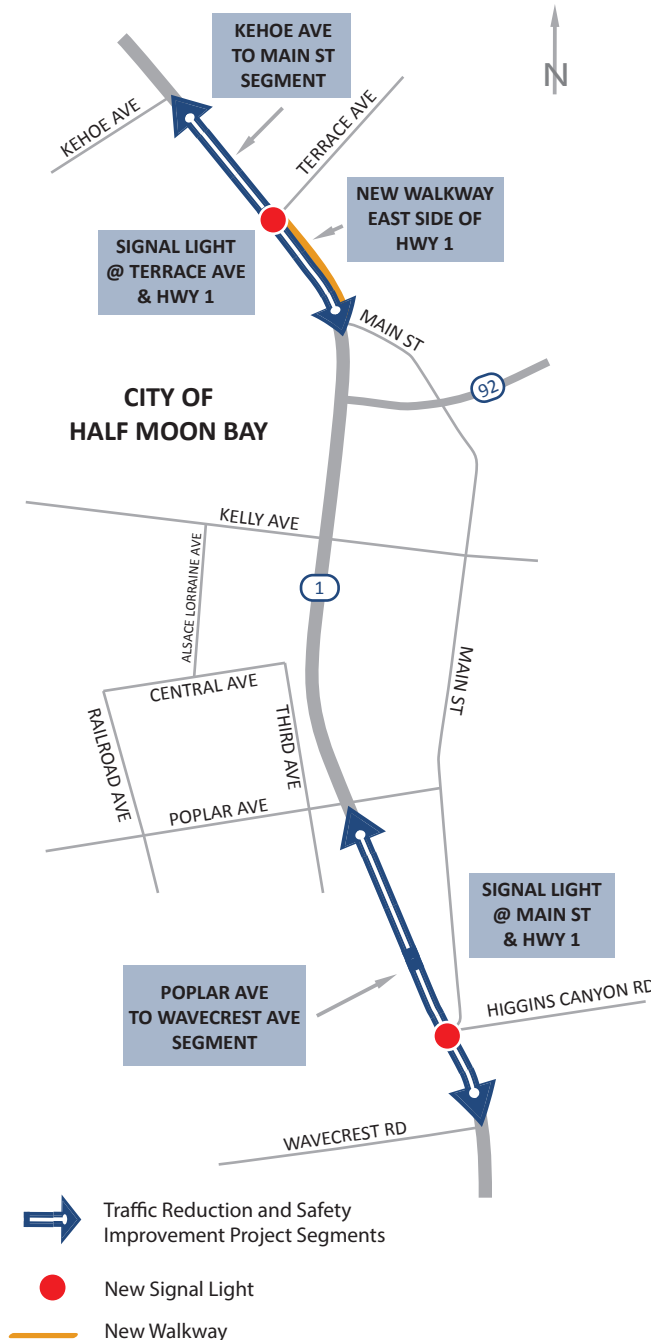 KEHOE AVE
TO MAIN ST
SEGMENT
N
KEHOE AVE
TERRACE AVE
NEW WALKWAY
EAST SIDE OF
HWY 1
SIGNAL LIGHT
@ TERRACE AVE
& HWY 1
MAIN ST
92
CITY OF
HALF MOON BAY
KELLY AVE
ALSACE LORRAINE AVE
1
MAIN ST
CENTRAL AVE
RAILROAD AVE
THIRD AVE
POPLAR AVE
SIGNAL LIGHT
@ MAIN ST
& HWY 1
POPLAR AVE
TO WAVECREST AVE
SEGMENT
HIGGINS CANYON RD
WAVECREST RD
Traffic Reduction and Safety
Improvement Project Segments
New Signal Light
New Walkway